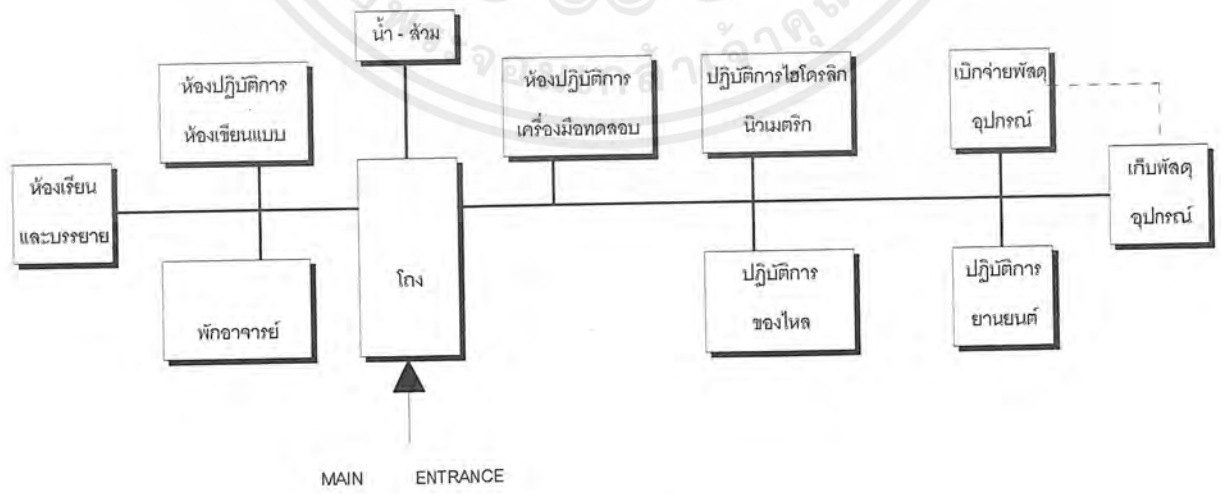 น้ำ - ส้วม
ห้องปฏิบัติการ
ห้องเขียนแบบ
ห้องปฏิบัติการ
เครื่องมือทดสอบ
ปฏิบัติการไฮโดรลิก
นิวเมตริก
เบิกจ่ายพัสดุ
อุปกรณ์
ห้องเรียน
และบรรยาย
เก็บพัสดุ
อุปกรณ์
โถง
พักอาจารย์
ปฏิบัติการ
ของไหล
ปฏิบัติการ
ยานยนต์
MAIN ENTRANCE